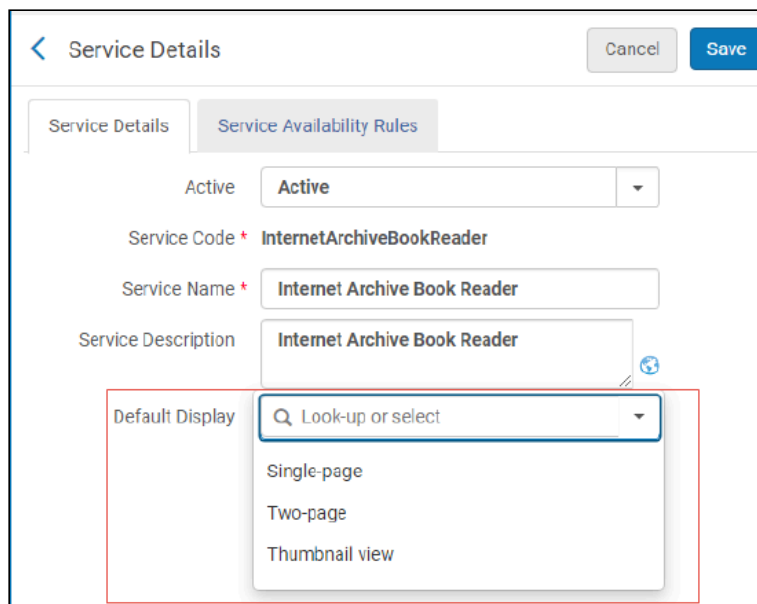 Service Details
Cancel
Save
Service Details
Service Availability Rules
Active
Active
Service Code * InternetArchiveBookReader
Service Name *
Internet Archive Book Reader
Service Description
Internet Archive Book Reader
Default Display
Look-up or select
Single-page
Two-page
Thumbnail view